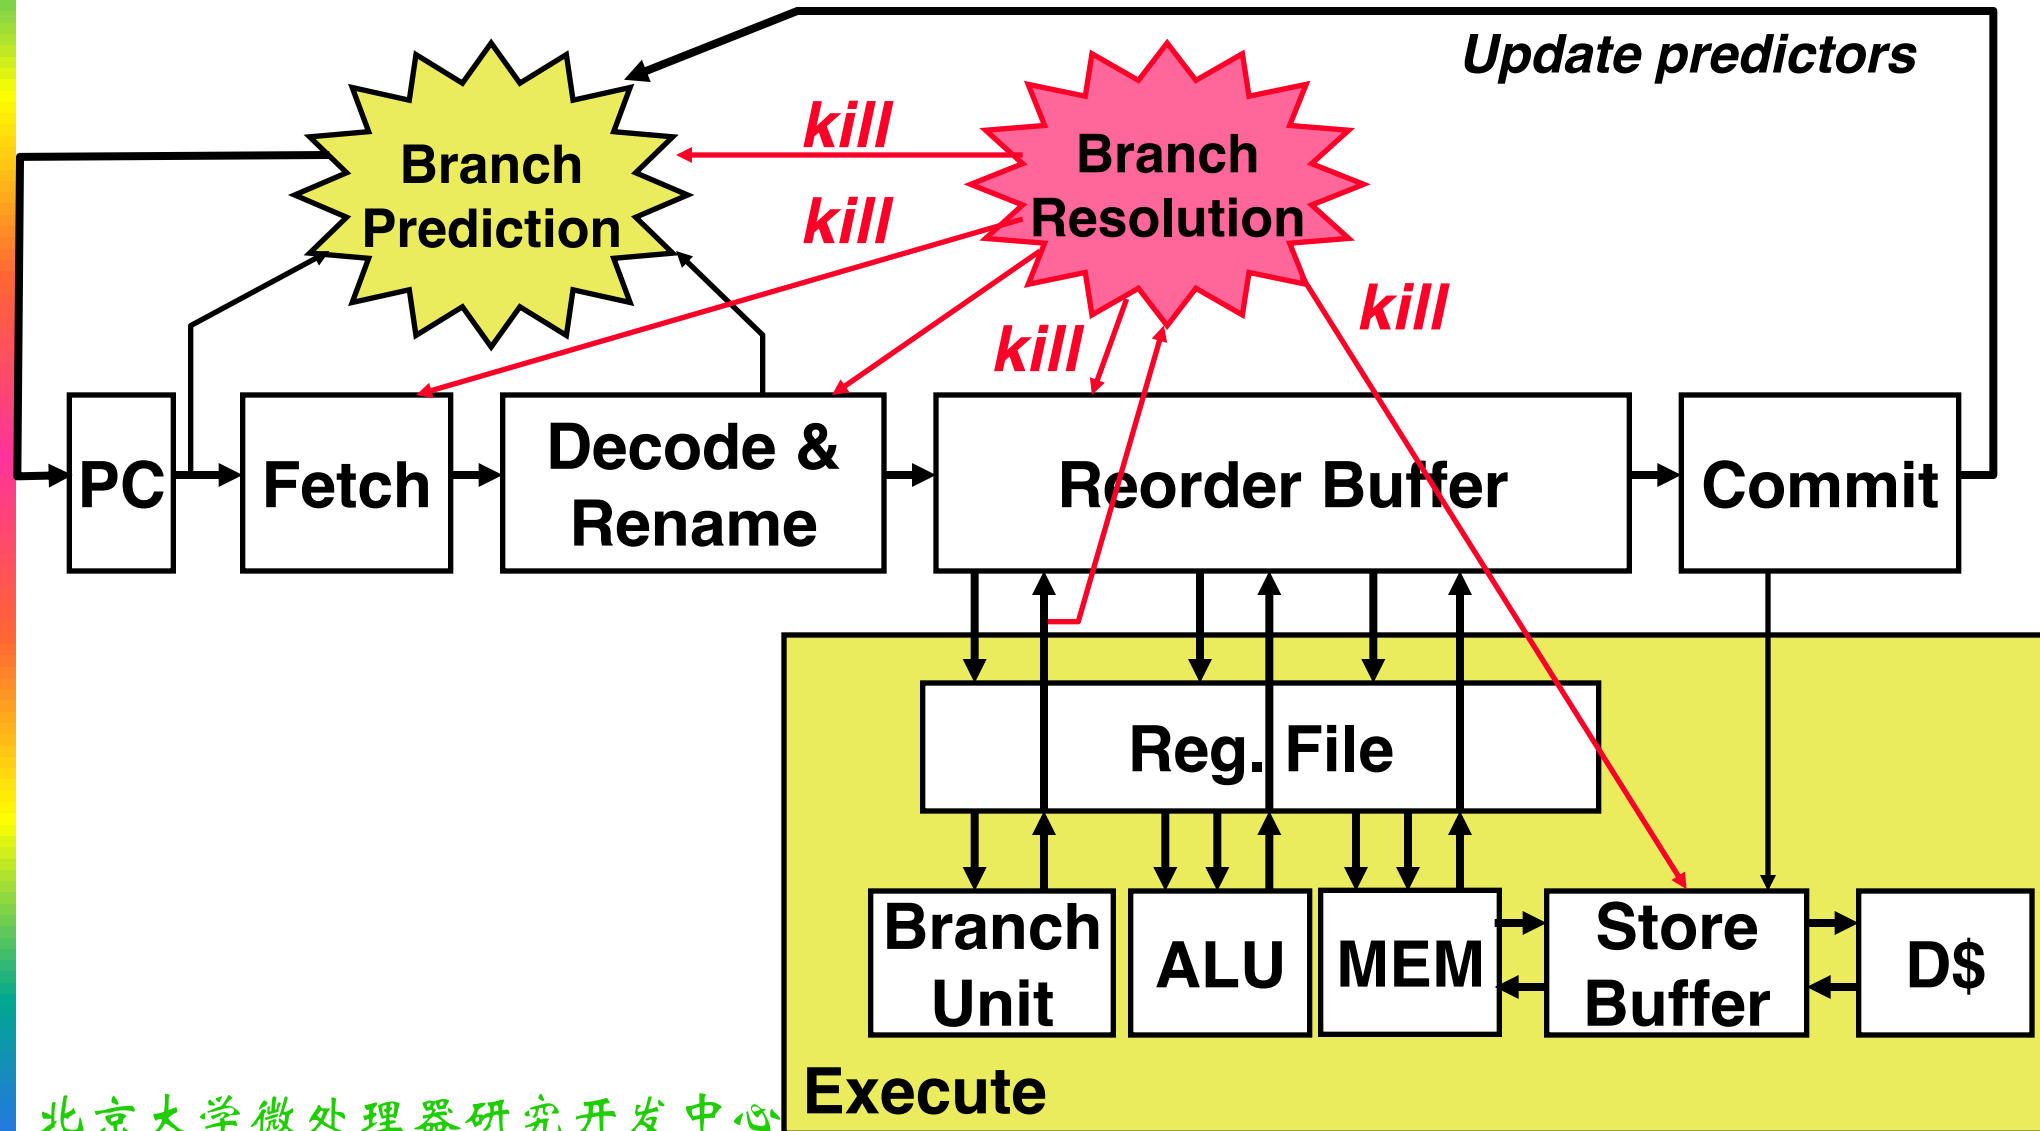 Update predictors
kill
Branch
Prediction
Branch
Resolution
kill
kill
kill
PC
Fetch
Decode &
Rename
Reorder Buffer
Commit
Reg. File
Branch
Unit
ALU
MEM
Store
Buffer
D$
Execute
北京大学微处理器研究开发中心